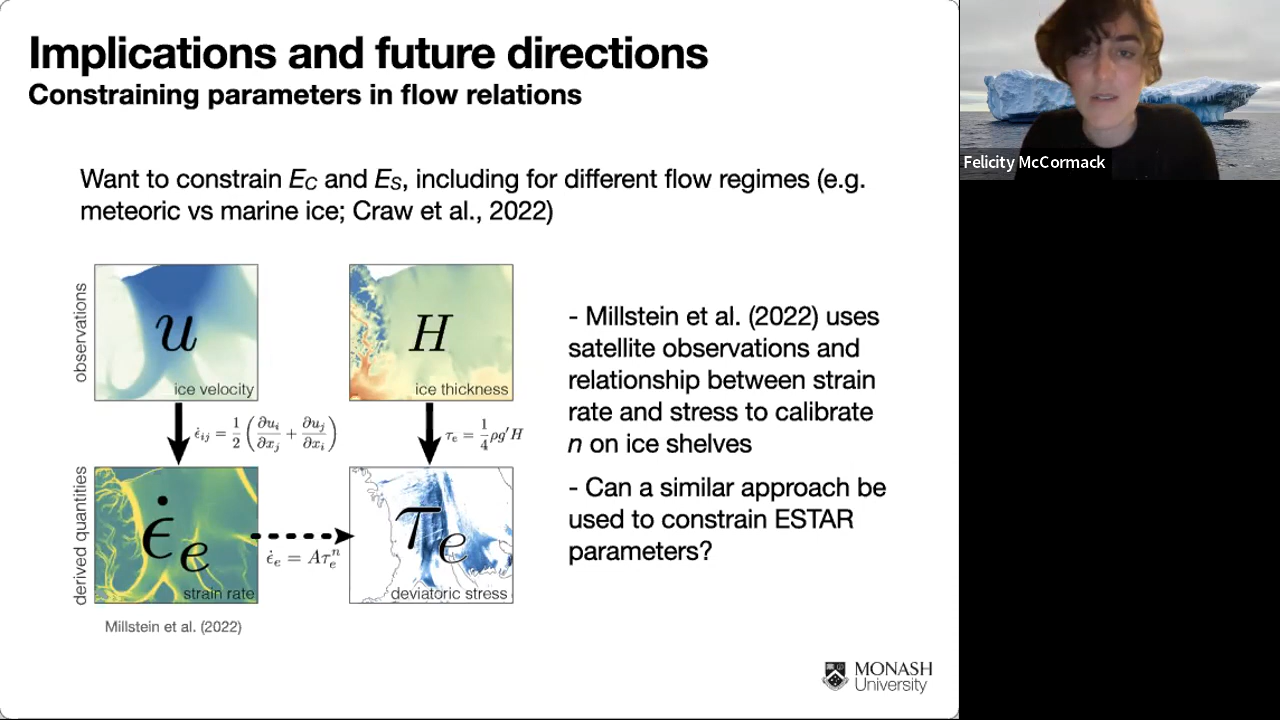 Implications and future directions
Constraining parameters in flow relations
Want to constrain E_C and E_S, including for different flow regimes (e.g.
meteoric vs marine ice; Craw et al., 2022)
observations
u
ice velocity
H
ice thickness
ε̇_ij = 1/2 (∂u_i/∂x_j + ∂u_j/∂x_i)
τ_e = 1/4 ρg′H
derived quantities
ε̇_e
strain rate
ε̇_e = Aτ_e^n
τ_e
deviatoric stress
Millstein et al. (2022)
- Millstein et al. (2022) uses
satellite observations and
relationship between strain
rate and stress to calibrate
n on ice shelves
- Can a similar approach be
used to constrain ESTAR
parameters?
MONASH
University
Felicity McCormack